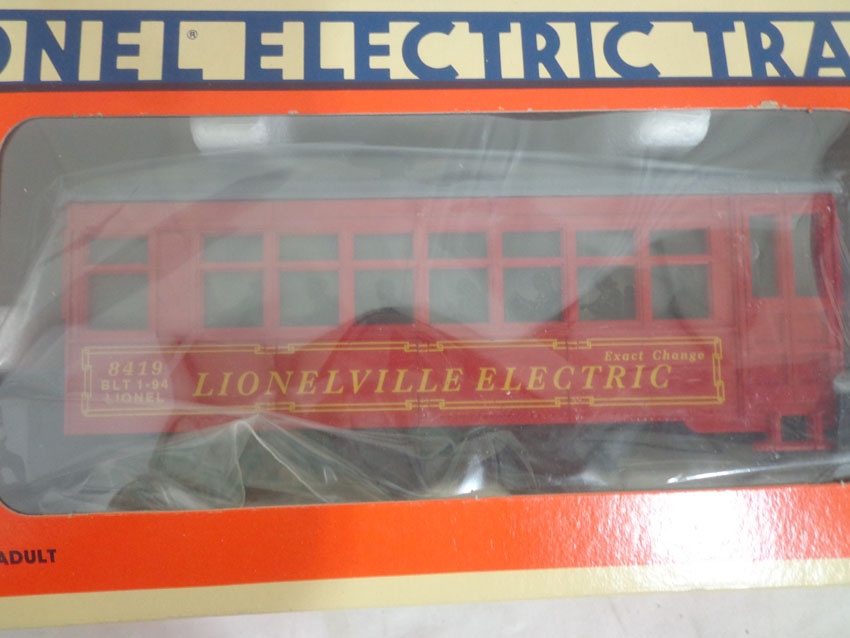 ONEL® ELECTRIC TRA
8419
BLT 1-94
LIONEL
LIONELVILLE ELECTRIC
Exact Change
ADULT